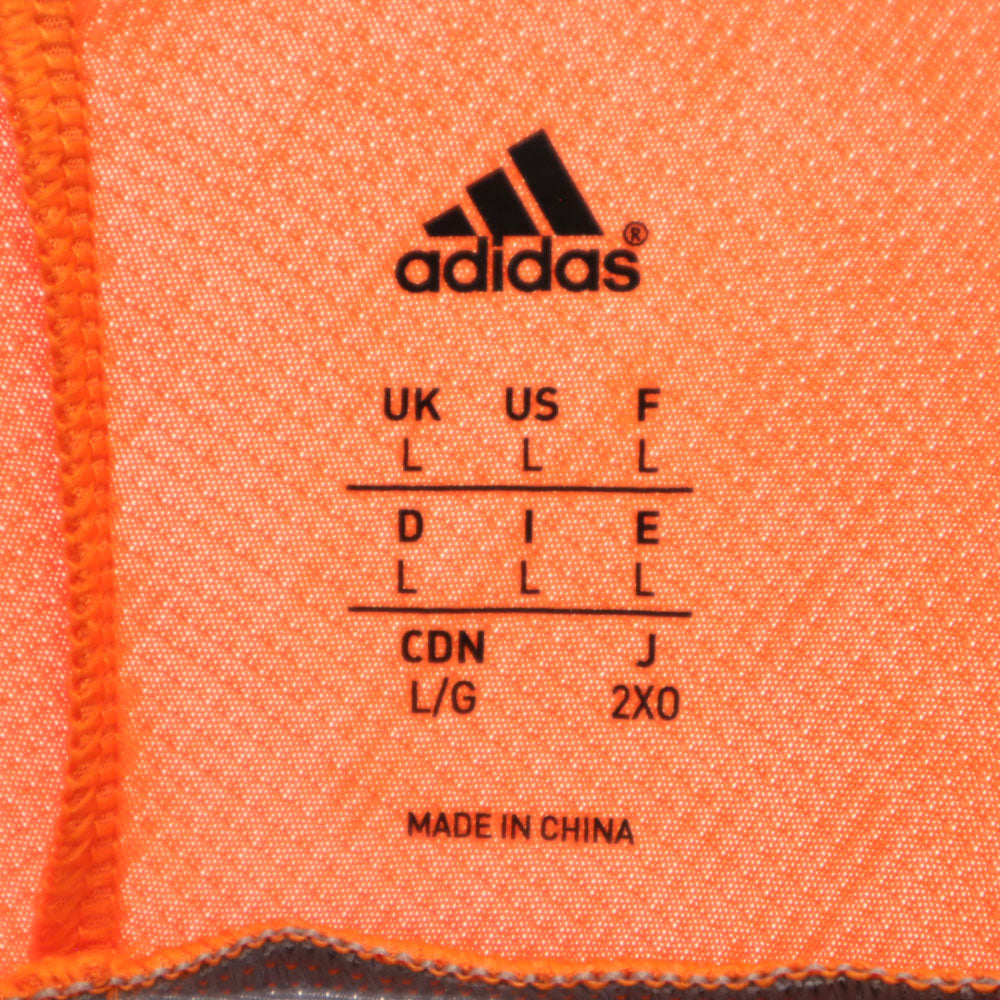 adidas®
UK US F
L L L
D I E
L L L
CDN J
L/G 2XO
MADE IN CHINA